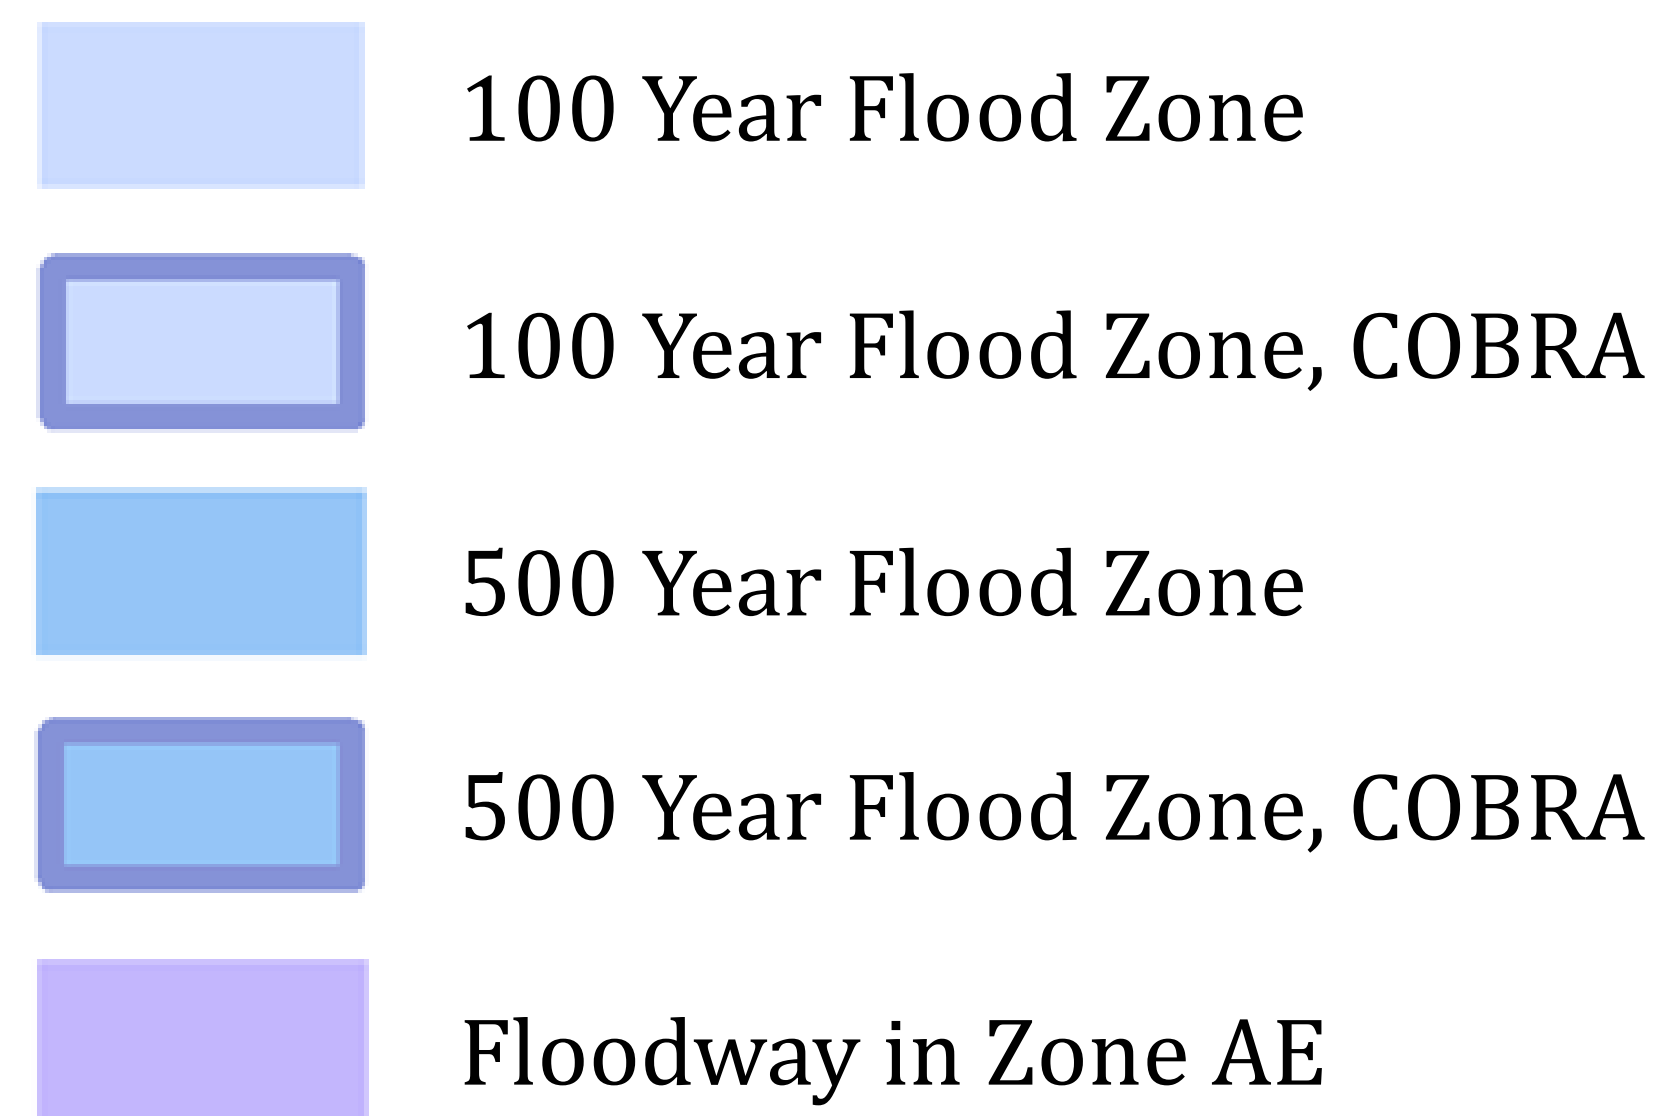 100 Year Flood Zone
100 Year Flood Zone, COBRA
500 Year Flood Zone
500 Year Flood Zone, COBRA
Floodway in Zone AE